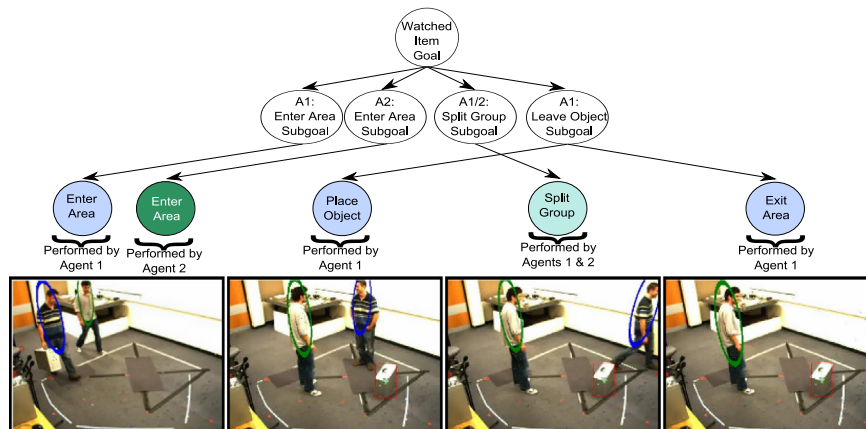 Watched
Item
Goal
A1:
Enter Area
Subgoal
A2:
Enter Area
Subgoal
A1/2:
Split Group
Subgoal
A1:
Leave Object
Subgoal
Enter
Area
Enter
Area
Place
Object
Split
Group
Exit
Area
Performed by
Agent 1
Performed by
Agent 2
Performed by
Agent 1
Performed by
Agents 1 & 2
Performed by
Agent 1